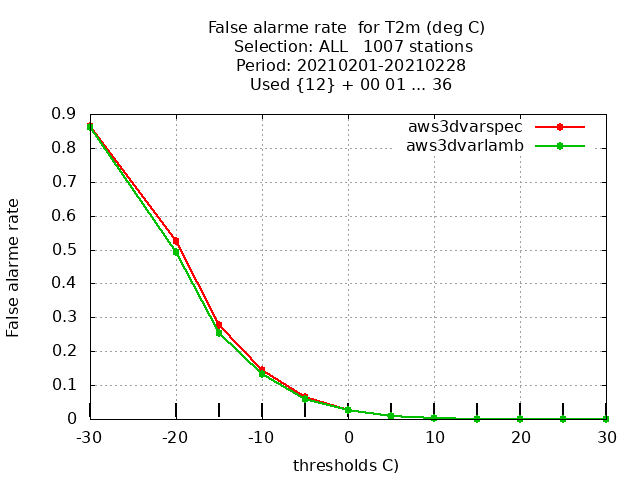 False alarme rate  for T2m (deg C)
Selection: ALL   1007 stations
Period: 20210201-20210228
Used {12} + 00 01 ... 36
aws3dvarspec
aws3dvarlamb
False alarme rate
0.9
0.8
0.7
0.6
0.5
0.4
0.3
0.2
0.1
0
-30 -20 -10 0 10 20 30
thresholds C)